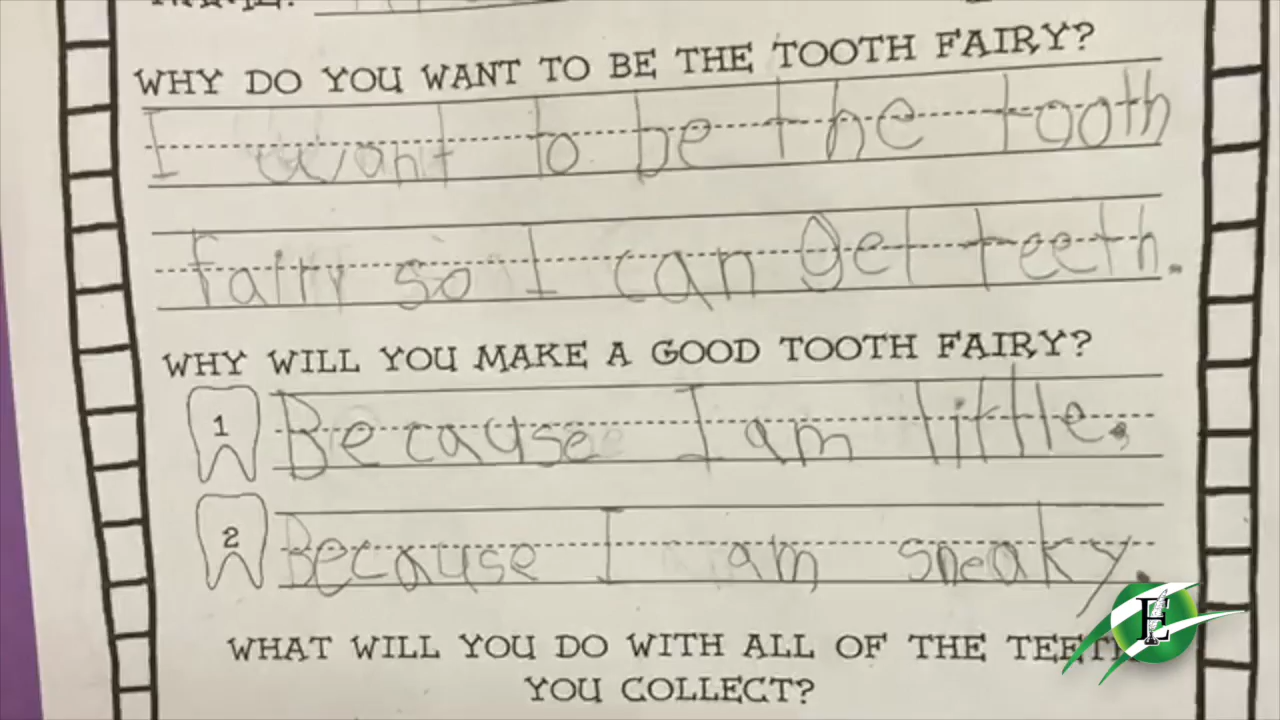 WHY DO YOU WANT TO BE THE TOOTH FAIRY?
I want to be the tooth
fairy so I can get teeth.
WHY WILL YOU MAKE A GOOD TOOTH FAIRY?
1 Because I am little.
2 Because I am sneaky.
WHAT WILL YOU DO WITH ALL OF THE TEETH
YOU COLLECT?
E